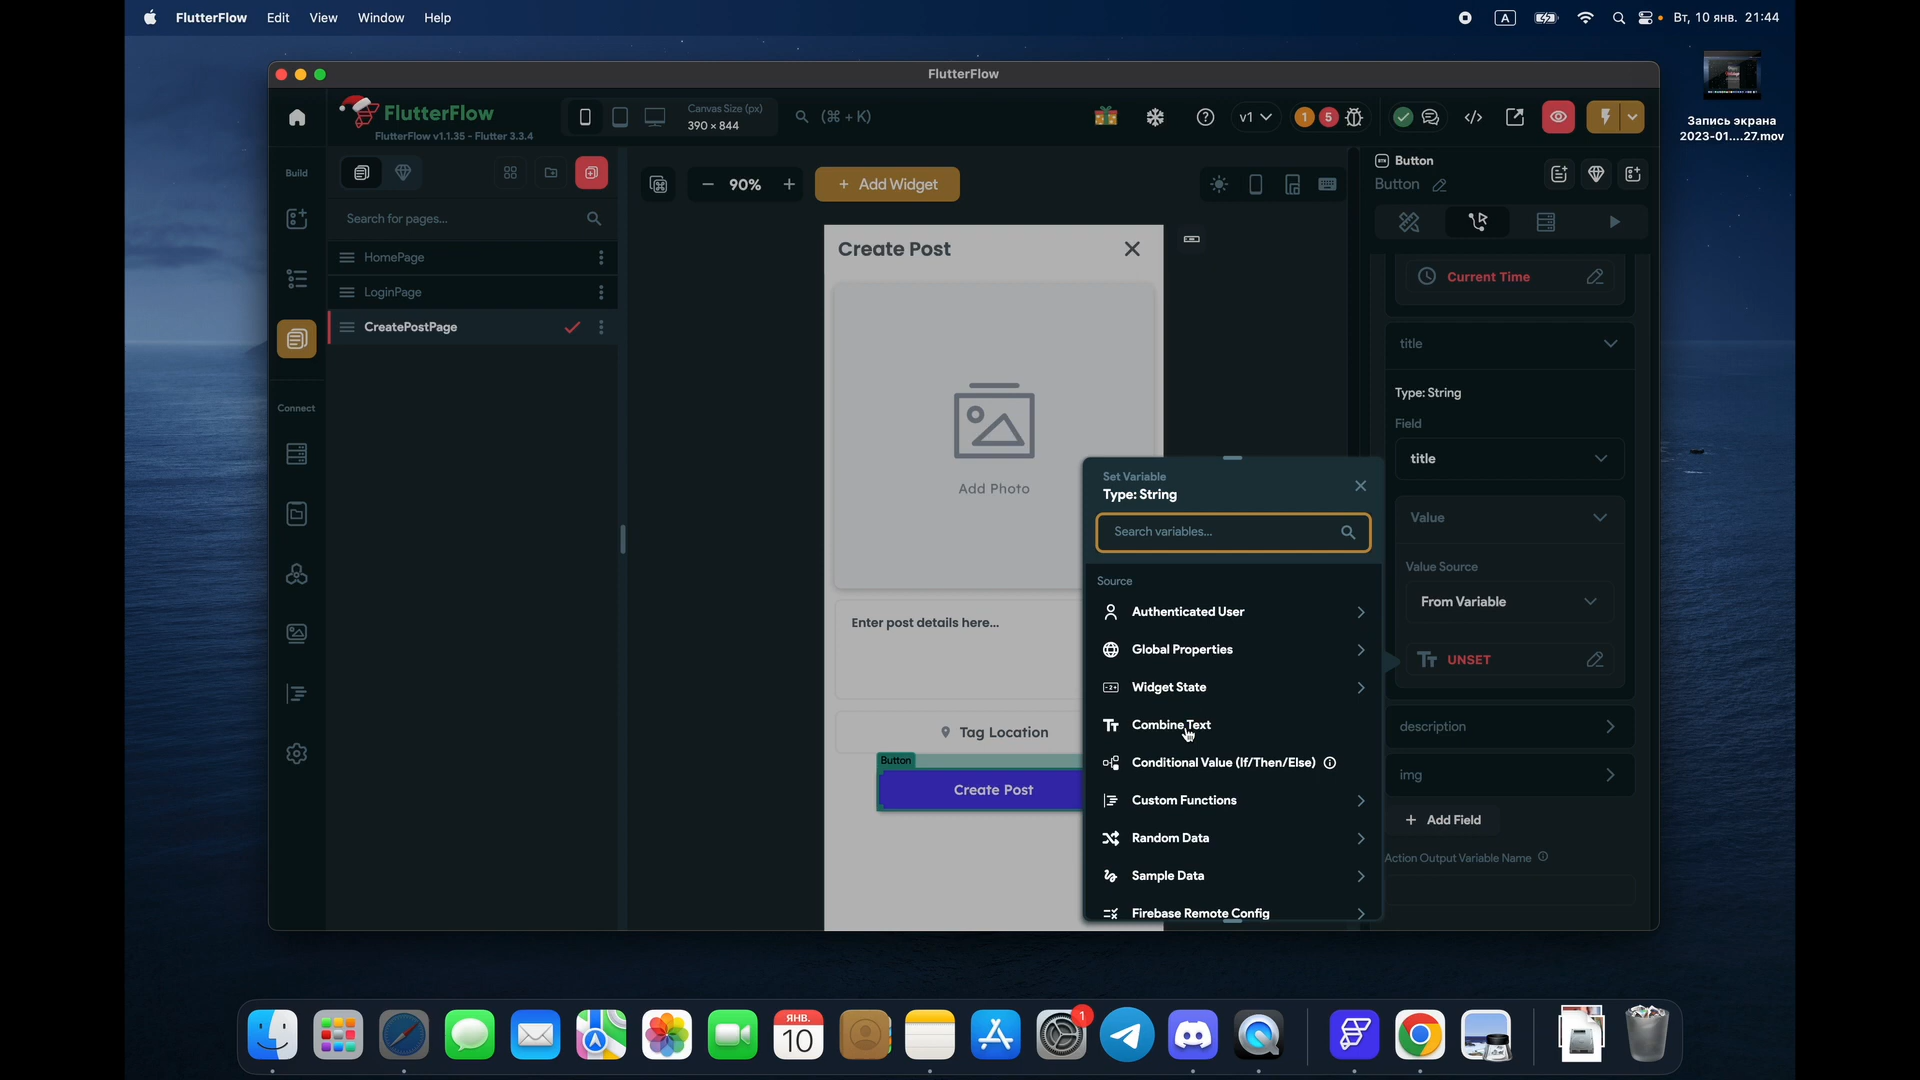 FlutterFlow Edit View Window Help
A
Вт, 10 янв. 21:44
FlutterFlow
Запись экрана
2023-01....27.mov
FlutterFlow
FlutterFlow v1.1.35 - Flutter 3.3.4
Canvas Size (px)
390 × 844
(⌘ + K)
v1
1
5
Build
Search for pages...
HomePage
LoginPage
CreatePostPage
Connect
90%
+ Add Widget
Create Post
Add Photo
Enter post details here...
Tag Location
Button
Create Post
Set Variable
Type: String
Search variables...
Source
Authenticated User
Global Properties
Widget State
Combine Text
Conditional Value (If/Then/Else)
Custom Functions
Random Data
Sample Data
Firebase Remote Config
Button
Button
Current Time
title
Type: String
Field
title
Value
Value Source
From Variable
UNSET
description
img
+ Add Field
Action Output Variable Name
ЯНВ.
10
1